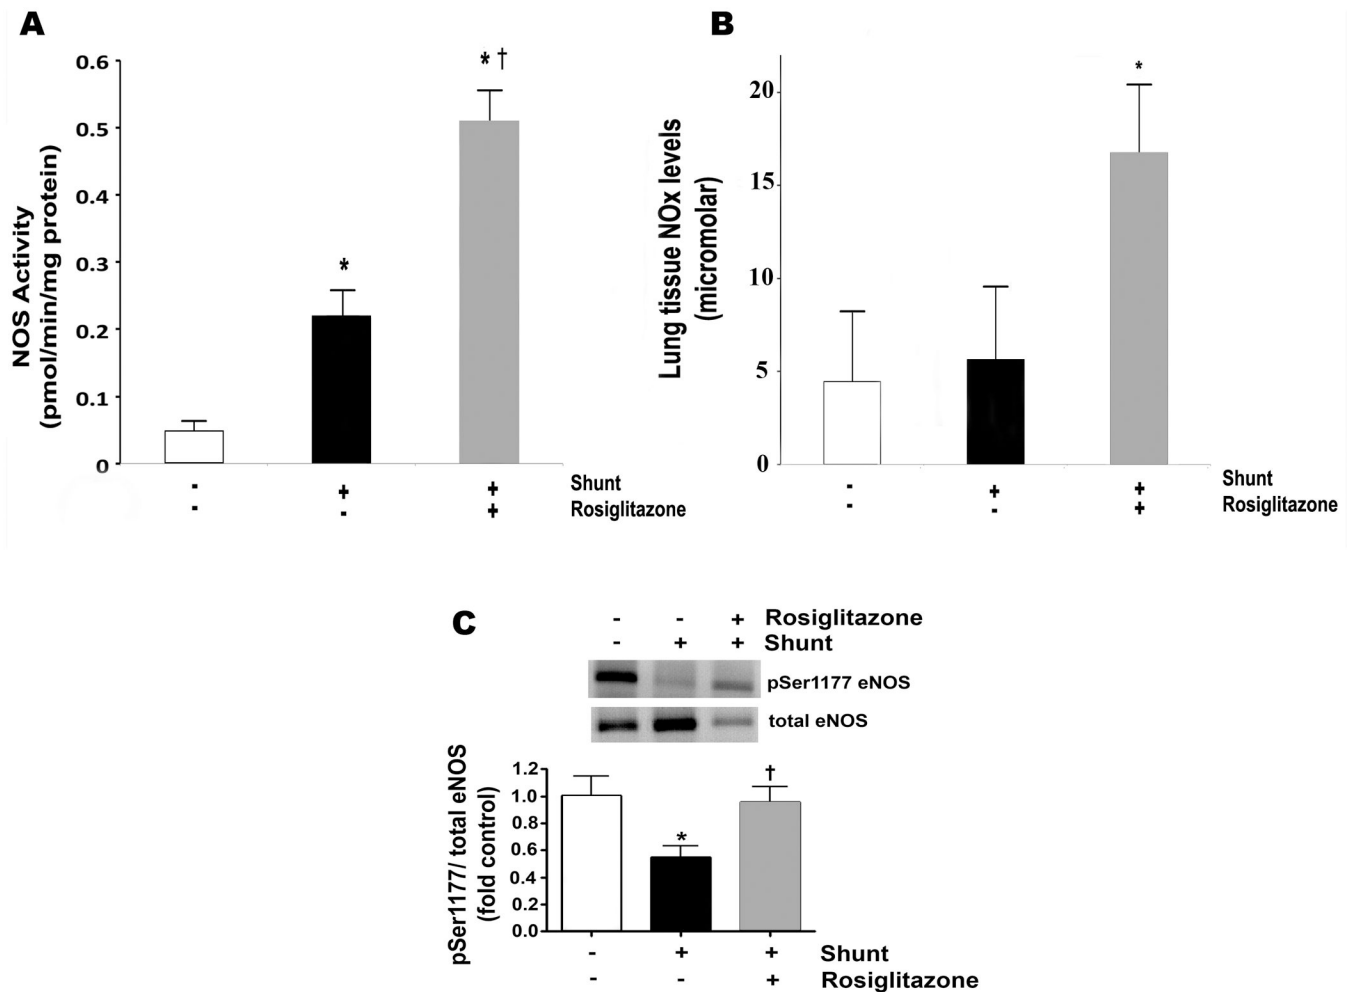 A
0.6
0.5
0.4
0.3
0.2
0.1
0
NOS Activity
(pmol/min/mg protein)
*
* †
- + + Shunt
- - + Rosiglitazone
B
20
15
10
5
0
Lung tissue NOx levels
(micromolar)
*
- + + Shunt
- - + Rosiglitazone
C
- - + Rosiglitazone
- + + Shunt
pSer1177 eNOS
total eNOS
1.2
1.0
0.8
0.6
0.4
0.2
0.0
pSer1177/ total eNOS
(fold control)
*
†
- + + Shunt
- - + Rosiglitazone